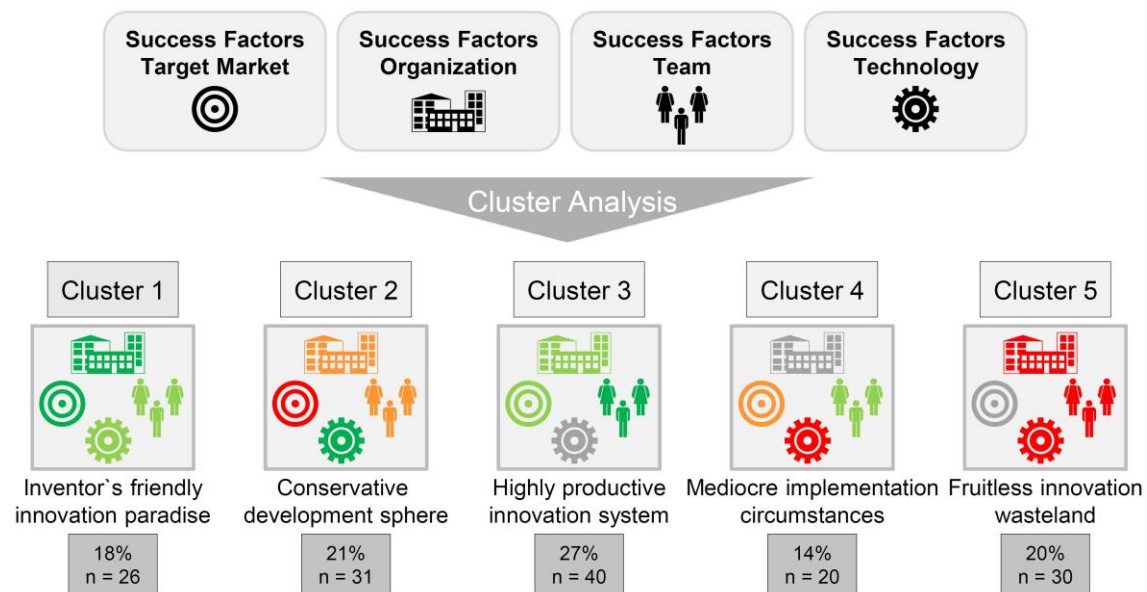 Success Factors
Target Market
Success Factors
Organization
Success Factors
Team
Success Factors
Technology
Cluster Analysis
Cluster 1
Cluster 2
Cluster 3
Cluster 4
Cluster 5
Inventor`s friendly
innovation paradise
Conservative
development sphere
Highly productive
innovation system
Mediocre implementation
circumstances
Fruitless innovation
wasteland
18%
n = 26
21%
n = 31
27%
n = 40
14%
n = 20
20%
n = 30